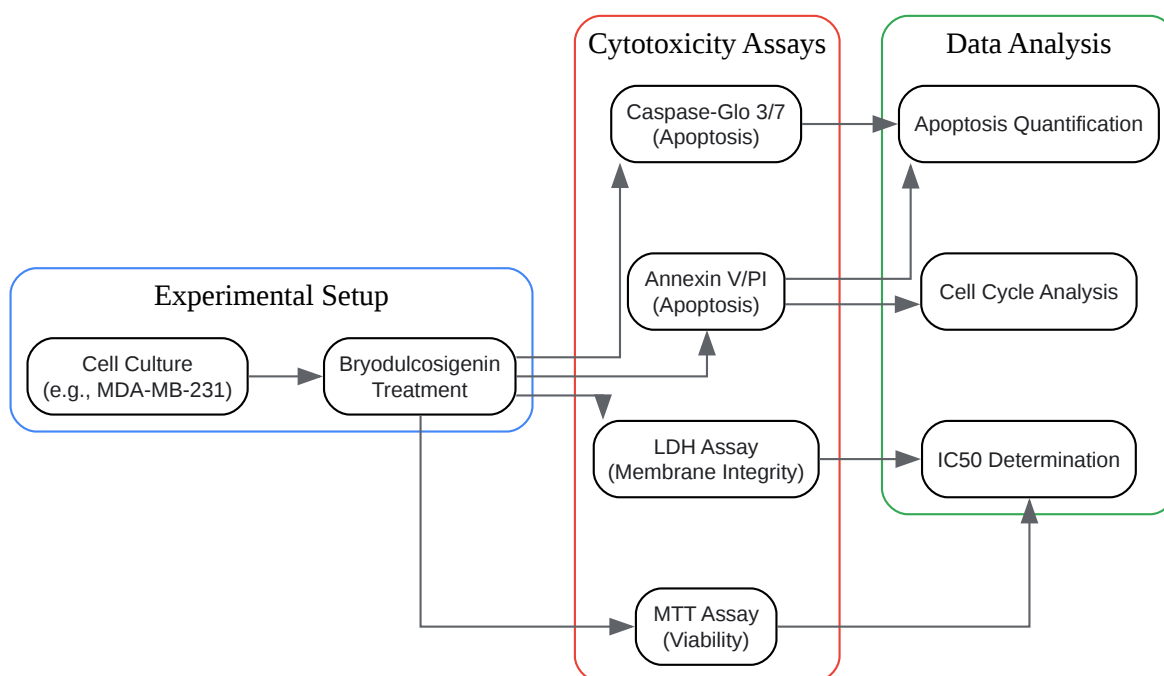 Experimental Setup
Cell Culture
(e.g., MDA-MB-231)
Bryodulcosigenin
Treatment
Cytotoxicity Assays
Caspase-Glo 3/7
(Apoptosis)
Annexin V/PI
(Apoptosis)
LDH Assay
(Membrane Integrity)
MTT Assay
(Viability)
Data Analysis
Apoptosis Quantification
Cell Cycle Analysis
IC50 Determination